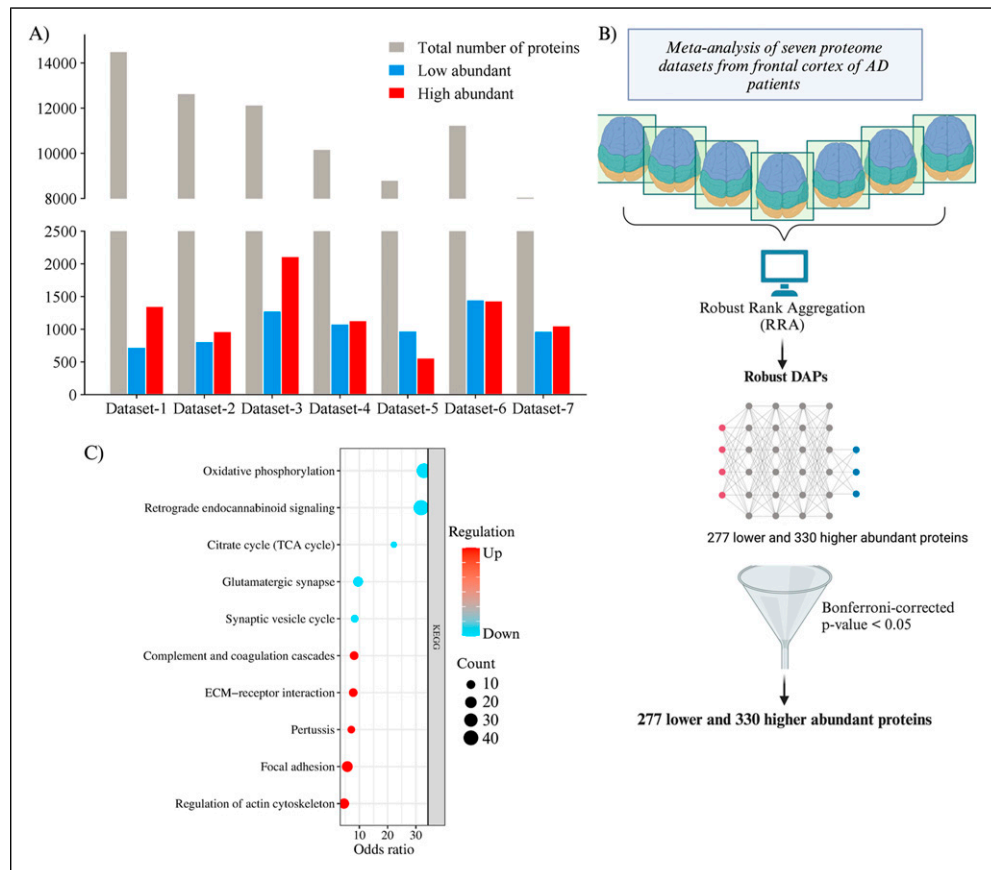 A)
Total number of proteins
Low abundant
High abundant
14000
12000
10000
8000
2500
2000
1500
1000
500
0
Dataset-1 Dataset-2 Dataset-3 Dataset-4 Dataset-5 Dataset-6 Dataset-7
B)
Meta-analysis of seven proteome
datasets from frontal cortex of AD
patients
Robust Rank Aggregation
(RRA)
Robust DAPs
277 lower and 330 higher abundant proteins
Bonferroni-corrected
p-value < 0.05
277 lower and 330 higher abundant proteins
C)
Oxidative phosphorylation
Retrograde endocannabinoid signaling
Citrate cycle (TCA cycle)
Glutamatergic synapse
Synaptic vesicle cycle
Complement and coagulation cascades
ECM−receptor interaction
Pertussis
Focal adhesion
Regulation of actin cytoskeleton
10 20 30
Odds ratio
KEGG
Regulation
Up
Down
Count
10
20
30
40